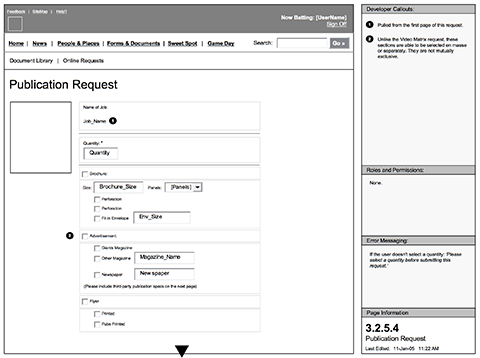 Feedback | SiteMap | Help?
Now Batting: [UserName]
Sign Off
Home | News | People & Places | Forms & Documents | Sweet Spot | Game Day Search: Go »
Document Library | Online Requests
Publication Request
Name of Job
Job_Name 1
Quantity: *
Quantity
Brochure
Size: Brochure_Size Panels: [Panels]
Perforation
Perforation
Fit in Envelope Env_Size
2 Advertisement
Giants Magazine
Other Magazine Magazine_Name
Newspaper Newspaper
(Please include third-party publication specs on the next page)
Flyer
Printed
Pube Printed
Developer Callouts:
1 Pulled from the first page of this request.
2 Unlike the Video Matrix request, these
sections are able to be selected en masse
or separately. They are not mutually
exclusive.
Roles and Permissions:
None.
Error Messaging:
If the user doesn't select a quantity: 'Please
select a quantity before submitting this
request.'
Page Information
3.2.5.4
Publication Request
Last Edited: 11-Jan-05 11:22 AM